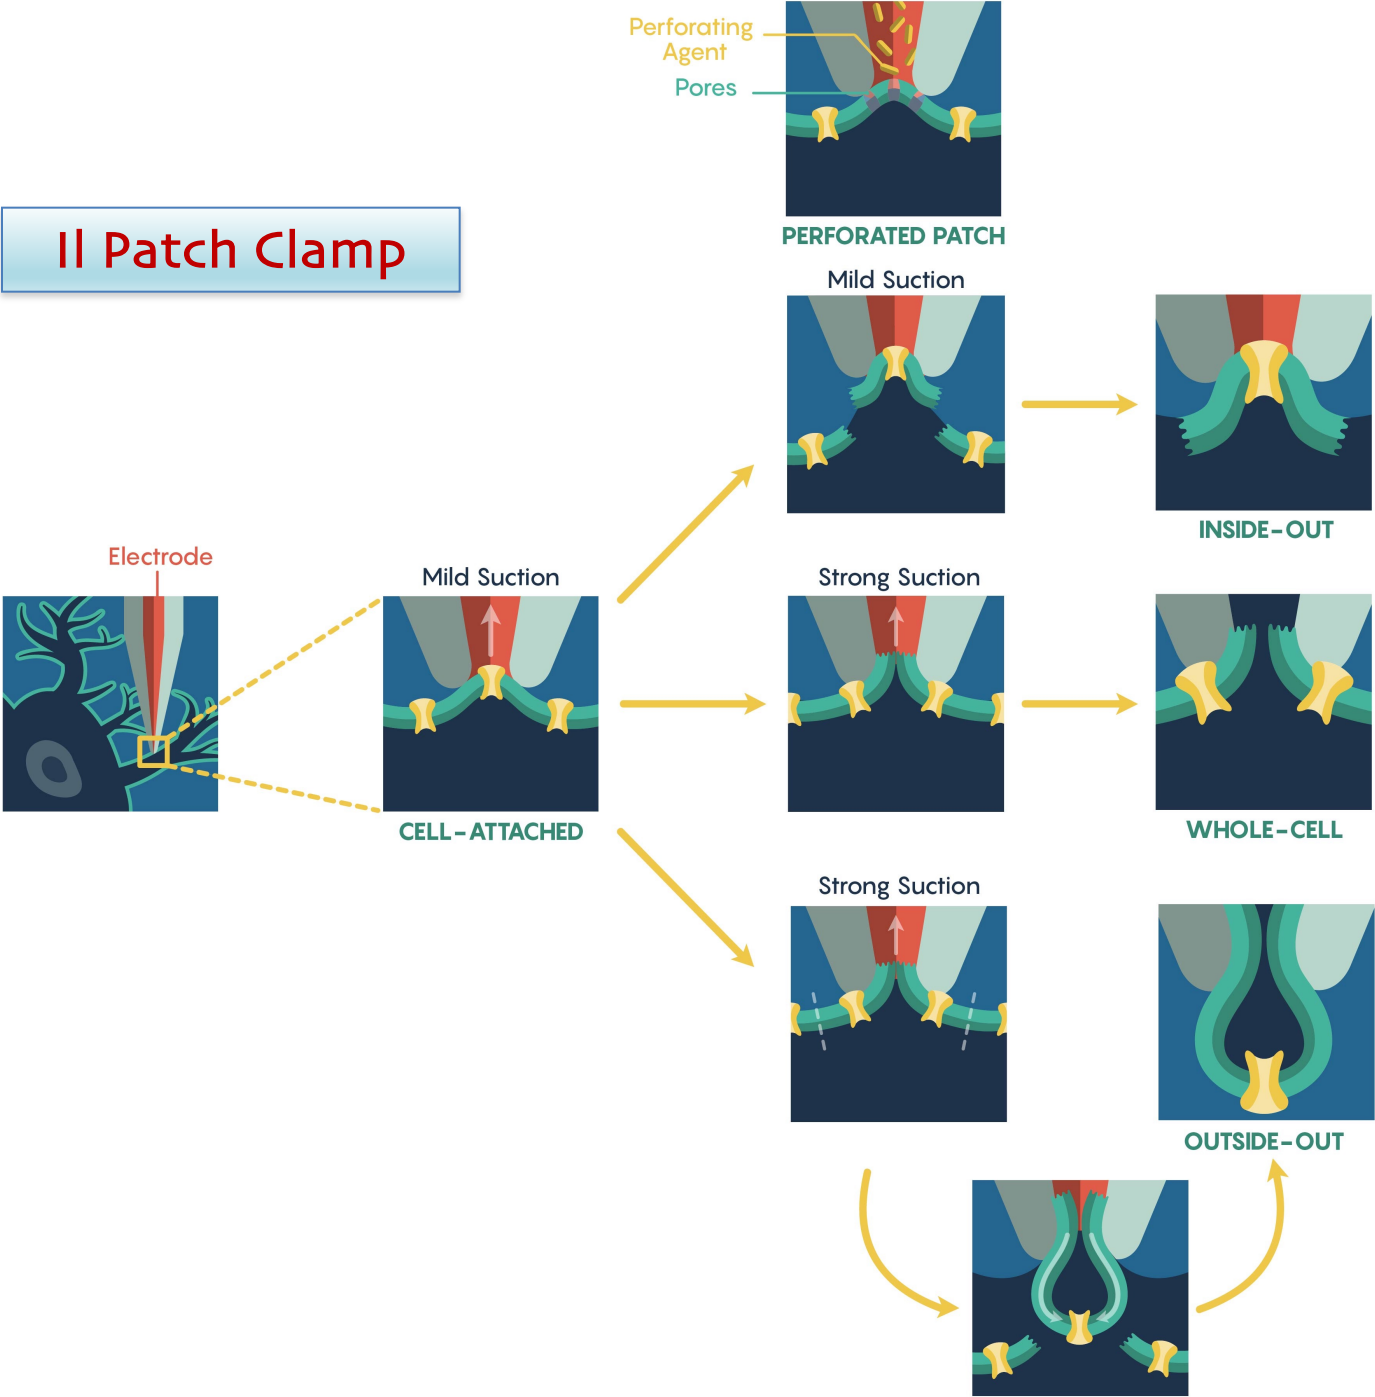 Perforating
Agent
Pores
PERFORATED PATCH
Il Patch Clamp
Mild Suction
INSIDE-OUT
Electrode
Mild Suction
CELL-ATTACHED
Strong Suction
WHOLE-CELL
Strong Suction
OUTSIDE-OUT